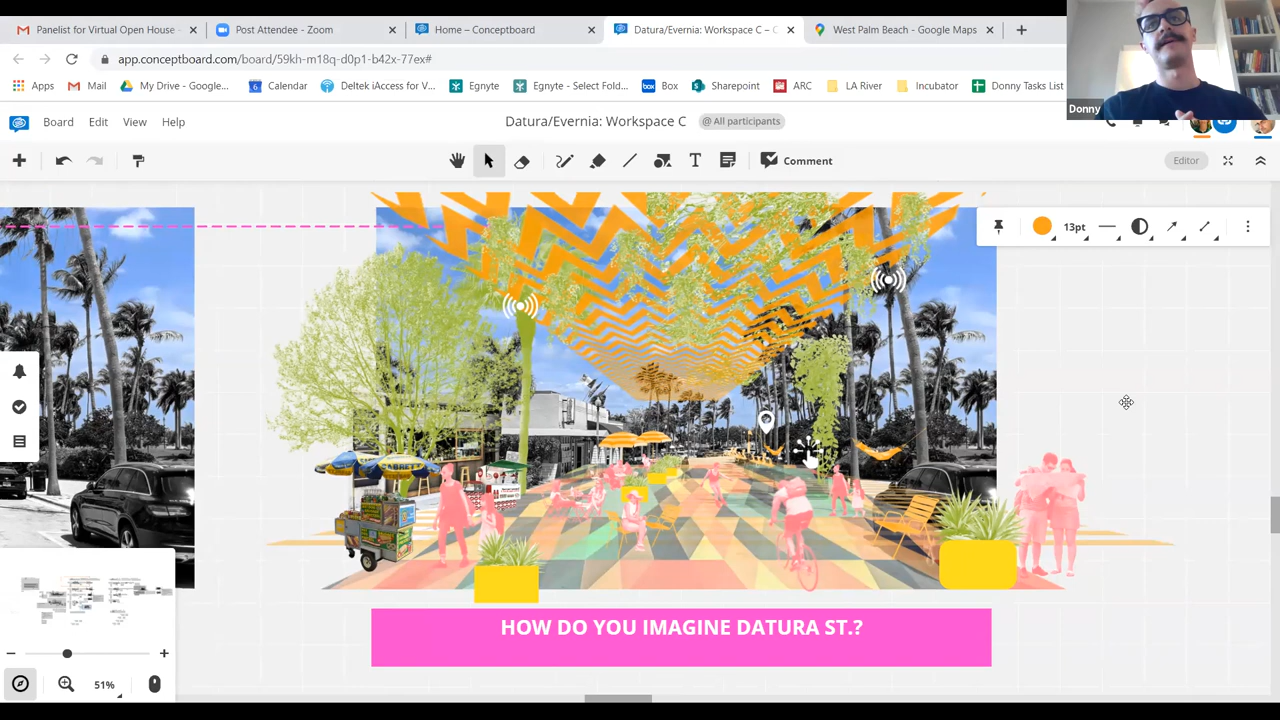 Panelist for Virtual Open House -
Post Attendee - Zoom
Home – Conceptboard
Datura/Evernia: Workspace C – C
West Palm Beach - Google Maps
app.conceptboard.com/board/59kh-m18q-d0p1-b42x-77ex#
Apps
Mail
My Drive - Google...
Calendar
Deltek iAccess for V...
Egnyte
Egnyte - Select Fold...
box
Box
Sharepoint
ARC
LA River
Incubator
Donny Tasks List
Donny
Board
Edit
View
Help
Datura/Evernia: Workspace C
@ All participants
T
Comment
Editor
13pt
SABRETT
HOW DO YOU IMAGINE DATURA ST.?
51%